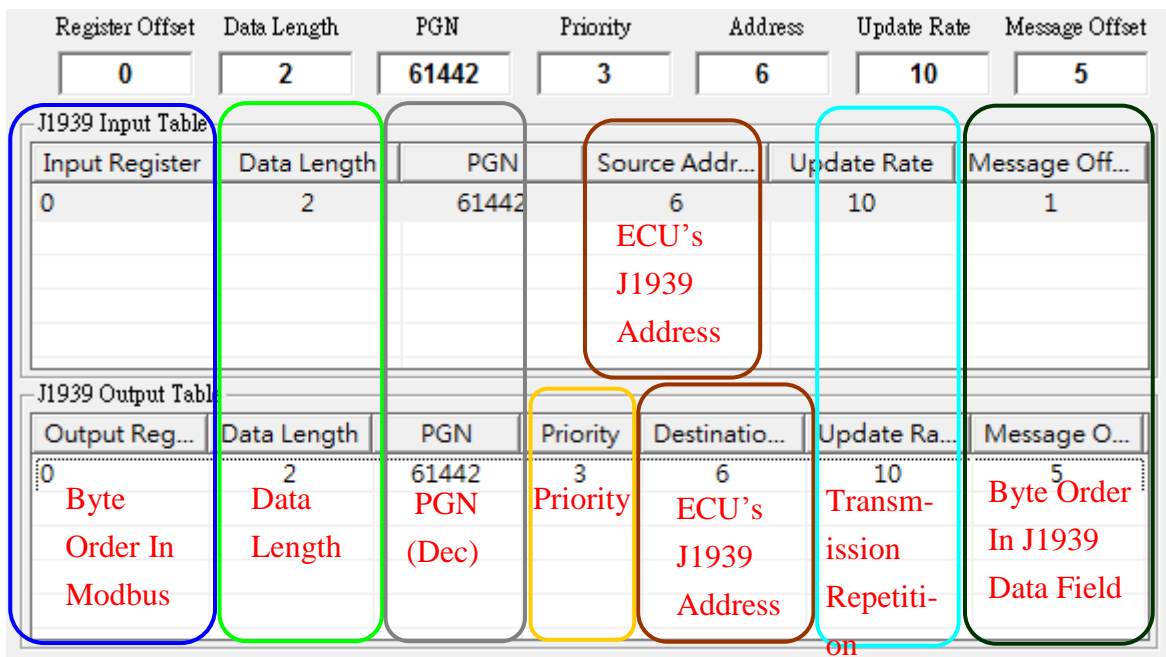 Register Offset Data Length PGN Priority Address Update Rate Message Offset
0 2 61442 3 6 10 5
J1939 Input Table
Input Register Data Length PGN Source Addr... Update Rate Message Off...
0 2 61442 6 10 1
ECU's
J1939
Address
J1939 Output Tabl
Output Reg... Data Length PGN Priority Destinatio... Update Ra... Message O...
0 2 61442 3 6 10 5
Byte
Order In
Modbus
Data
Length
PGN
(Dec)
Priority
ECU's
J1939
Address
Transm-
ission
Repetiti-
on
Byte Order
In J1939
Data Field